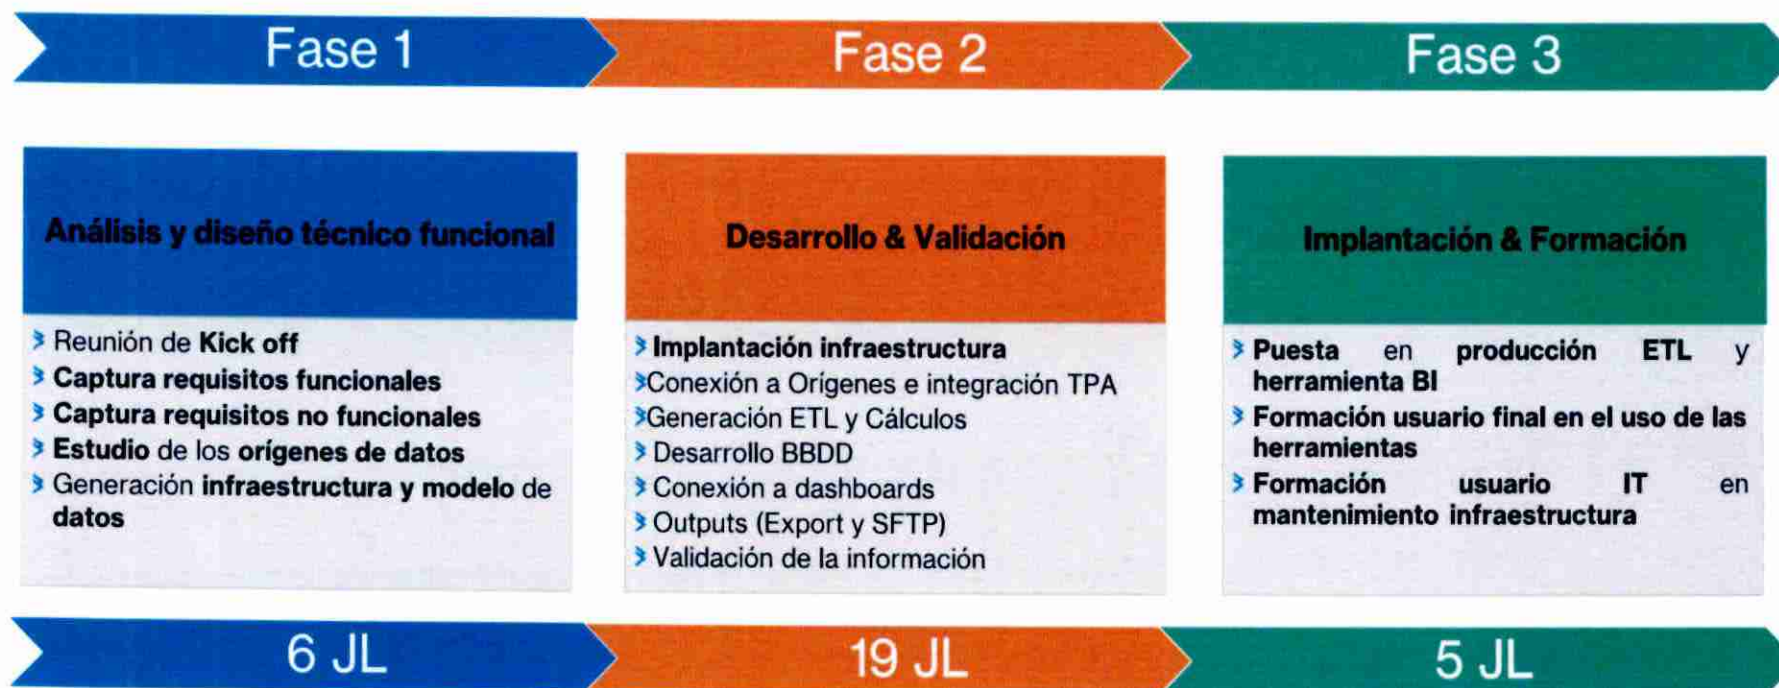 Fase 1
Fase 2
Fase 3
Análisis y diseño técnico funcional
Reunión de Kick off
Captura requisitos funcionales
Captura requisitos no funcionales
Estudio de los orígenes de datos
Generación infraestructura y modelo de
datos
Desarrollo & Validación
Implantación infraestructura
Conexión a Orígenes e integración TPA
Generación ETL y Cálculos
Desarrollo BBDD
Conexión a dashboards
Outputs (Export y SFTP)
Validación de la información
Implantación & Formación
Puesta en producción ETL y
herramienta BI
Formación usuario final en el uso de las
herramientas
Formación usuario IT en
mantenimiento infraestructura
6 JL
19 JL
5 JL